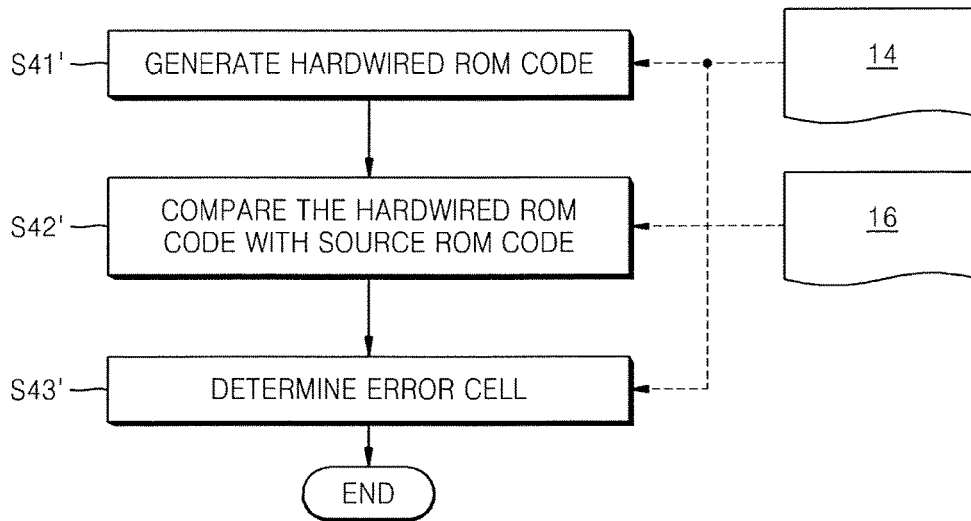 S41'
GENERATE HARDWIRED ROM CODE
14
S42'
COMPARE THE HARDWIRED ROM
CODE WITH SOURCE ROM CODE
16
S43'
DETERMINE ERROR CELL
END